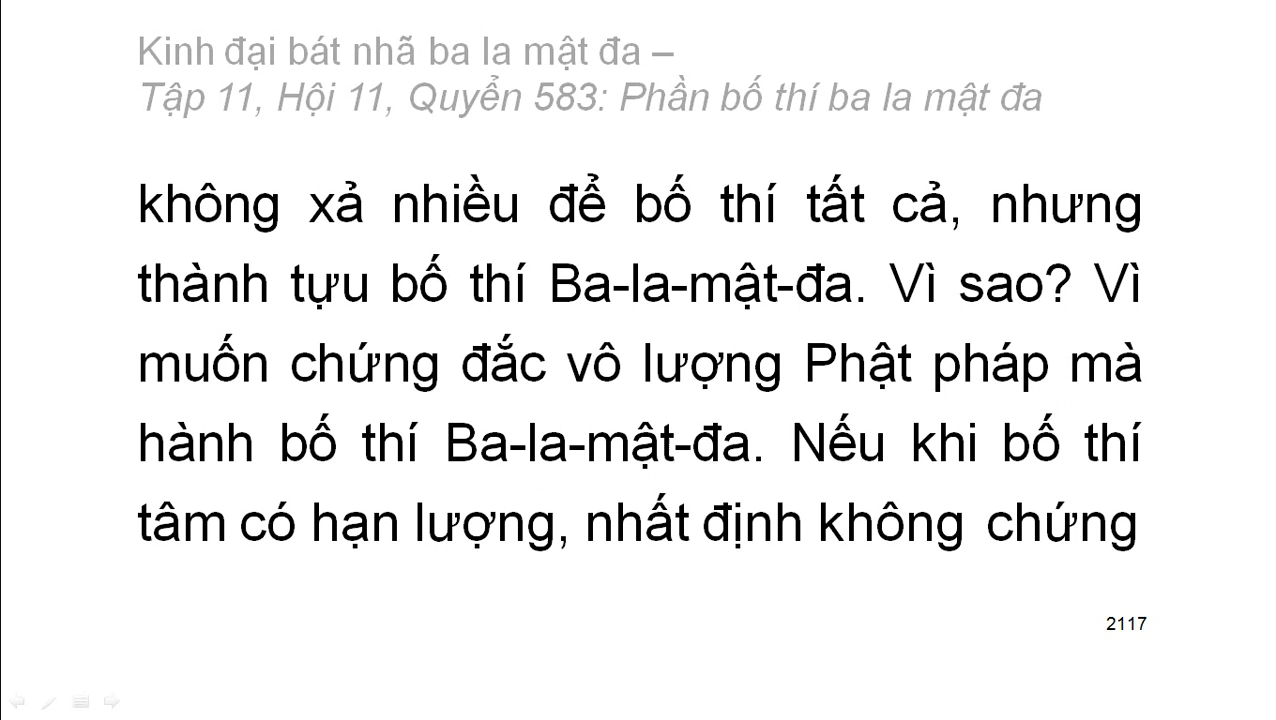 Kinh đại bát nhã ba la mật đa –
Tập 11, Hội 11, Quyển 583: Phần bố thí ba la mật đa
không xả nhiều để bố thí tất cả, nhưng
thành tựu bố thí Ba-la-mật-đa. Vì sao? Vì
muốn chứng đắc vô lượng Phật pháp mà
hành bố thí Ba-la-mật-đa. Nếu khi bố thí
tâm có hạn lượng, nhất định không chứng
2117